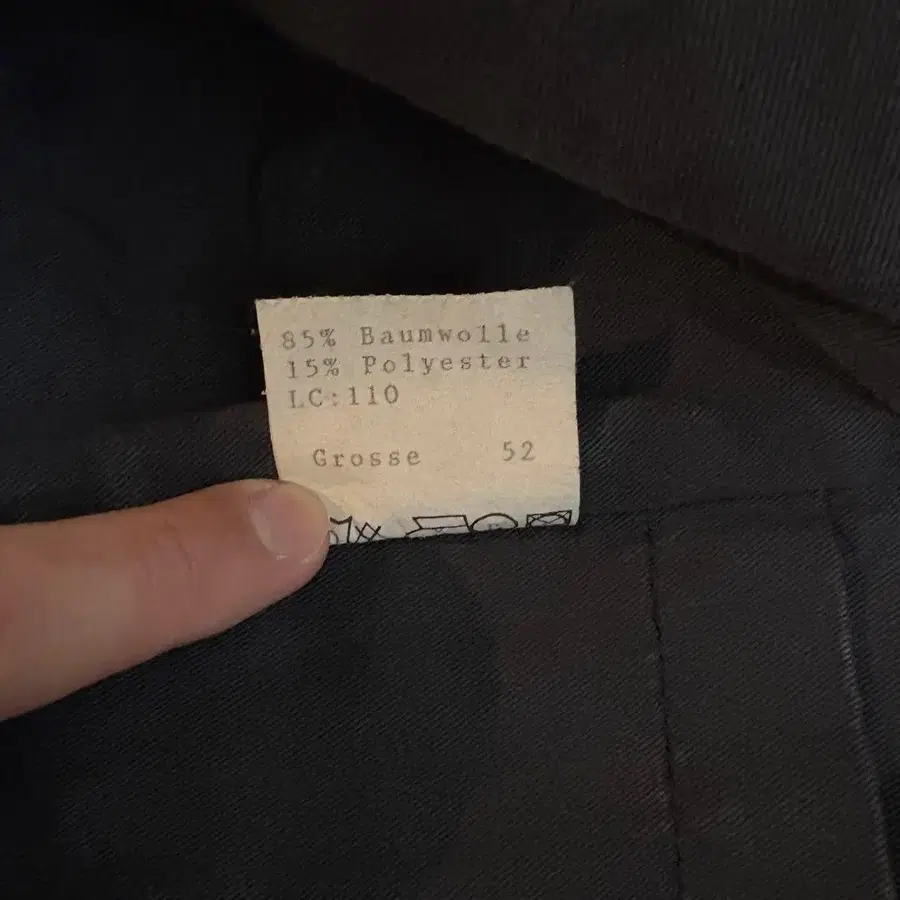 85% Baumwolle
15% Polyester
LC:110
Grosse 52